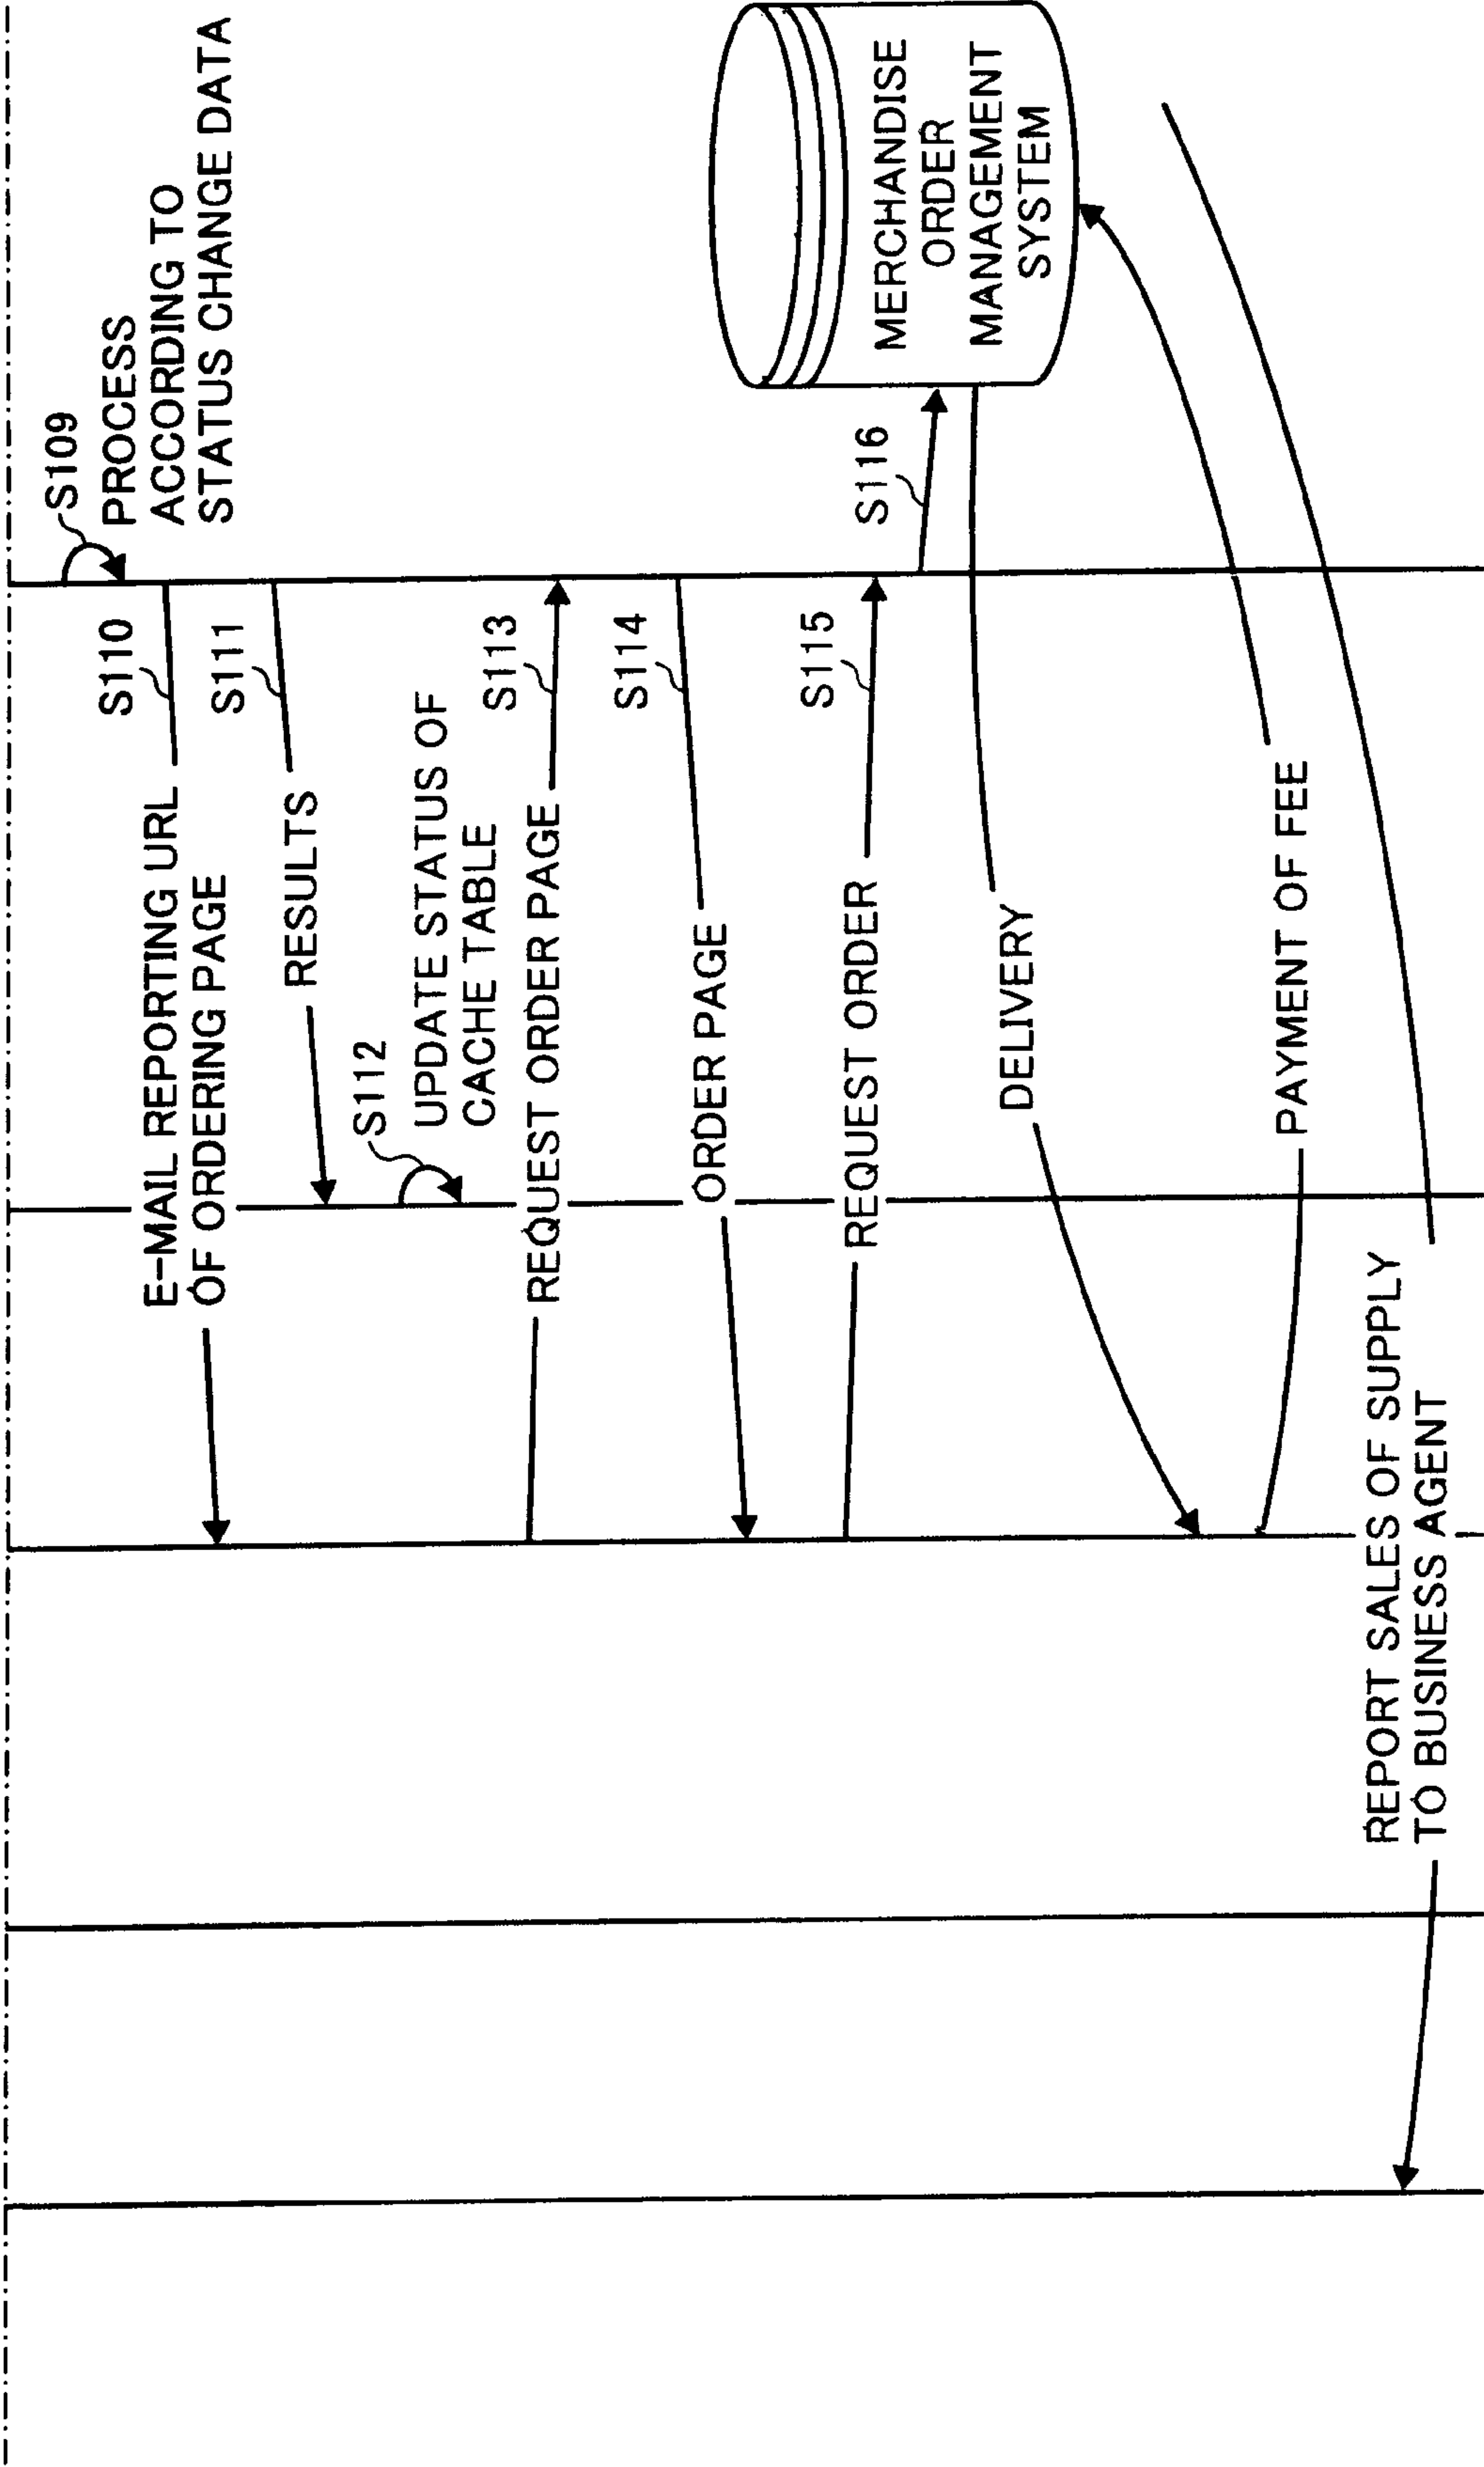 S109
PROCESS
ACCORDING TO
STATUS CHANGE DATA
S110
E-MAIL REPORTING URL
OF ORDERING PAGE
S111
RESULTS
S112
UPDATE STATUS OF
CACHE TABLE
S113
REQUEST ORDER PAGE
S114
ORDER PAGE
S115
REQUEST ORDER
S116
MERCHANDISE
ORDER
MANAGEMENT
SYSTEM
DELIVERY
PAYMENT OF FEE
REPORT SALES OF SUPPLY
TO BUSINESS AGENT